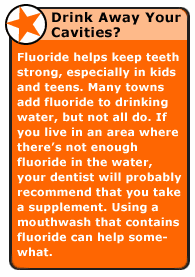 Drink Away Your
Cavities?
Fluoride helps keep teeth
strong, especially in kids
and teens. Many towns
add fluoride to drinking
water, but not all do. If
you live in an area where
there's not enough
fluoride in the water,
your dentist will probably
recommend that you take
a supplement. Using a
mouthwash that contains
fluoride can help some-
what.